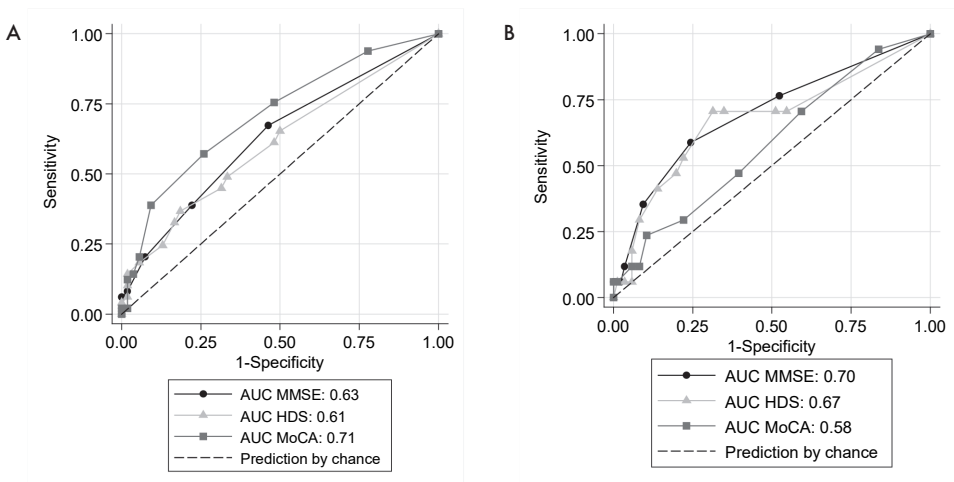 A
1.00
0.75
0.50
0.25
0.00
Sensitivity
0.00 0.25 0.50 0.75 1.00
1-Specificity
AUC MMSE: 0.63
AUC HDS: 0.61
AUC MoCA: 0.71
Prediction by chance
B
1.00
0.75
0.50
0.25
0.00
Sensitivity
0.00 0.25 0.50 0.75 1.00
1-Specificity
AUC MMSE: 0.70
AUC HDS: 0.67
AUC MoCA: 0.58
Prediction by chance